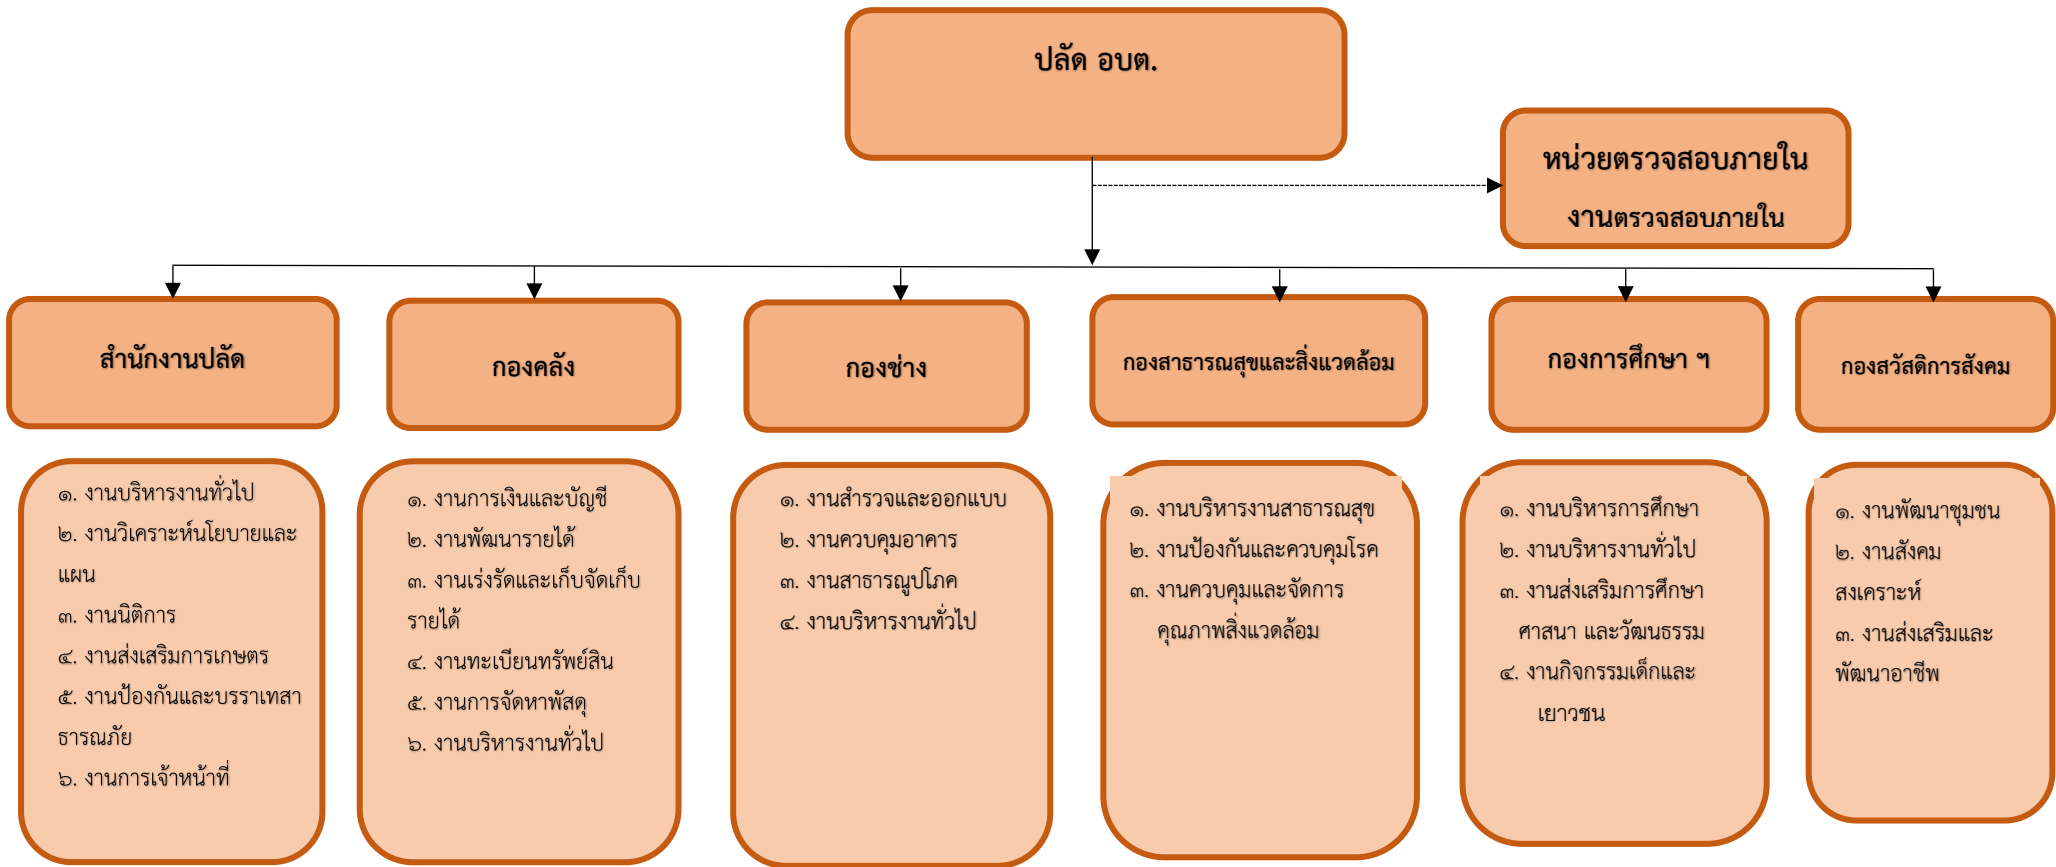 ปลัด อบต.
หน่วยตรวจสอบภายใน
งานตรวจสอบภายใน
สำนักงานปลัด
กองคลัง
กองช่าง
กองสาธารณสุขและสิ่งแวดล้อม
กองการศึกษา ฯ
กองสวัสดิการสังคม
๑. งานบริหารงานทั่วไป
๒. งานวิเคราะห์นโยบายและ
แผน
๓. งานนิติการ
๔. งานส่งเสริมการเกษตร
๕. งานป้องกันและบรรราเทสา
ธารณภัย
๖. งานการเจ้าหน้าที่
๑. งานการเงินและบัญชี
๒. งานพัฒนารายได้
๓. งานเร่งรัดและเก็บจัดเก็บ
รายได้
๔. งานทะเบียนทรัพย์สิน
๕. งานการจัดหาพัสดุ
๖. งานบริหารงานทั่วไป
๑. งานสำรวจและออกแบบ
๒. งานควบคุมอาคาร
๓. งานสาธารณูปโภค
๔. งานบริหารงานทั่วไป
๑. งานบริหารงานสาธารณสุข
๒. งานป้องกันและควบคุมโรค
๓. งานควบคุมและจัดการ
คุณภาพสิ่งแวดล้อม
๑. งานบริหารการศึกษา
๒. งานบริหารงานทั่วไป
๓. งานส่งเสริมการศึกษา
ศาสนา และวัฒนธรรม
๔. งานกิจกรรมเด็กและ
เยาวชน
๑. งานพัฒนาชุมชน
๒. งานสังคม
สงเคราะห์
๓. งานส่งเสริมและ
พัฒนาอาชีพ